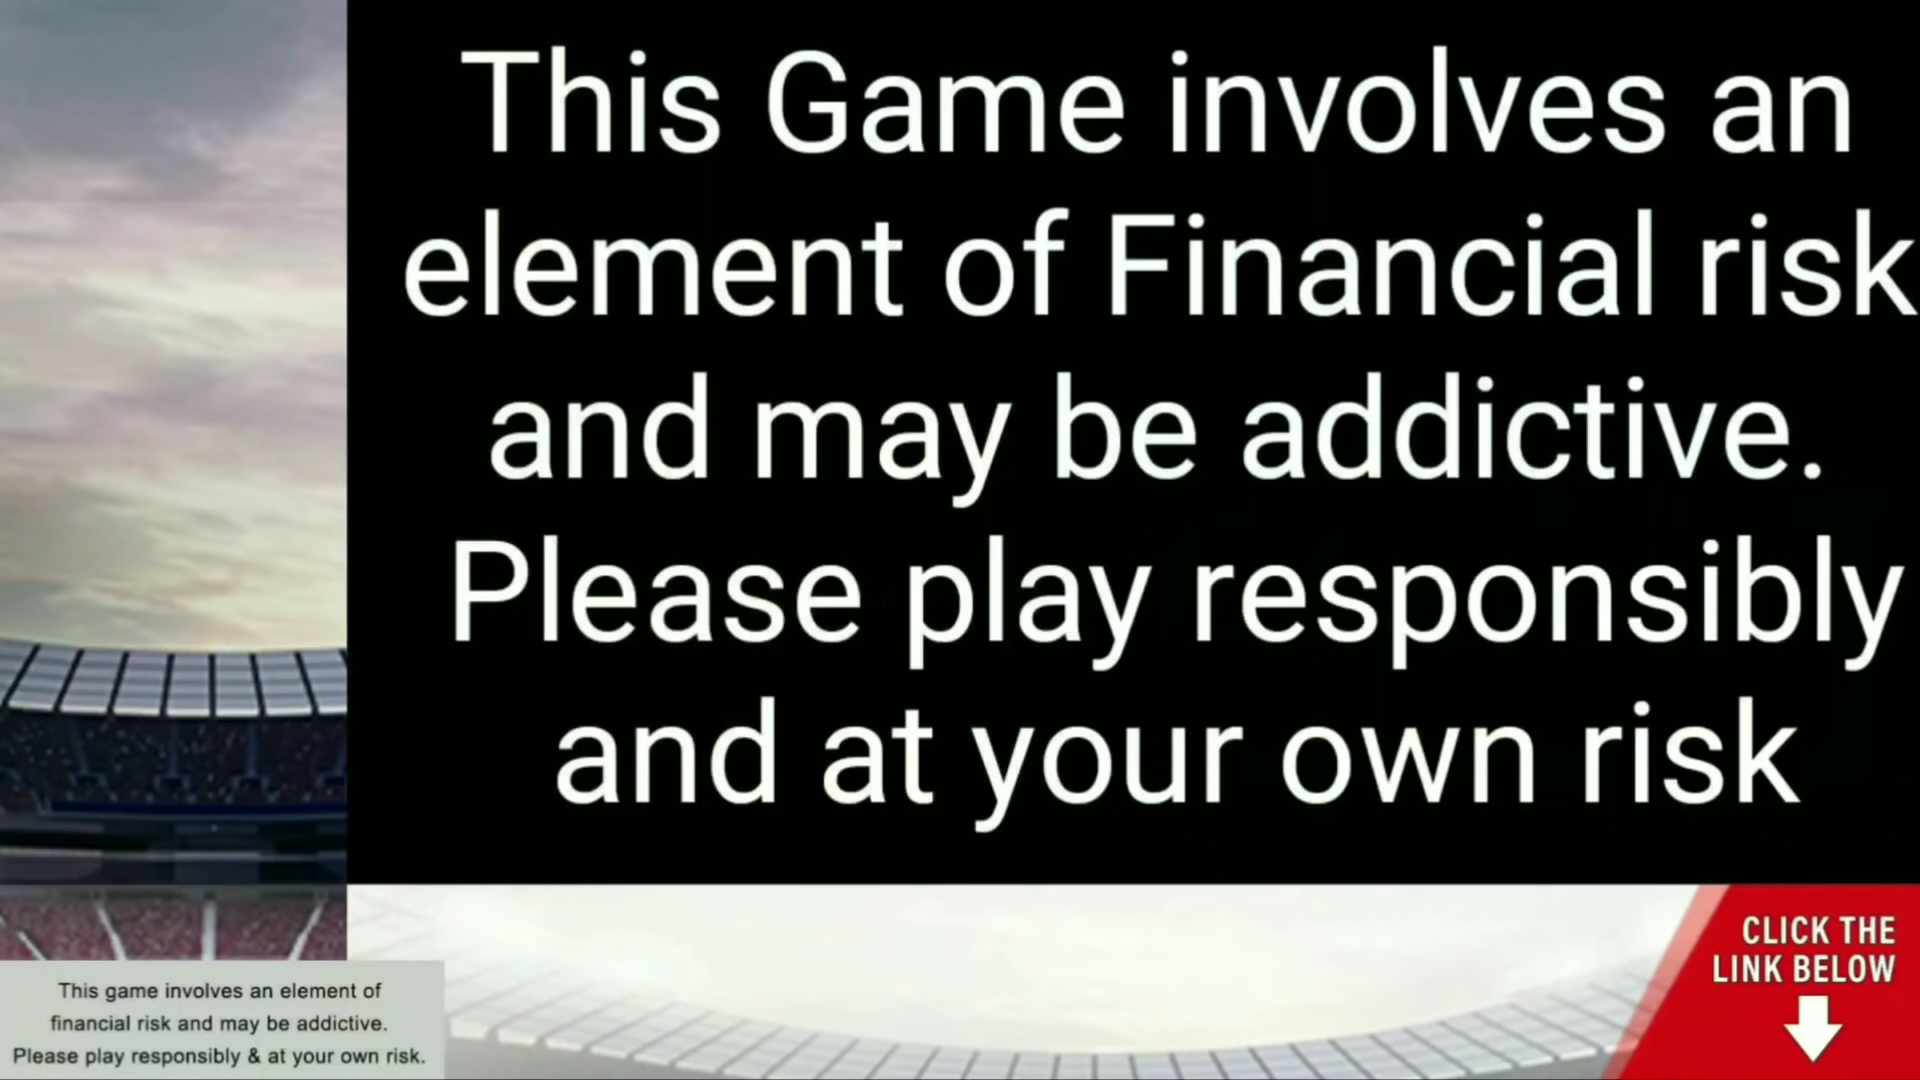 This Game involves an
element of Financial risk
and may be addictive.
Please play responsibly
and at your own risk
CLICK THE
LINK BELOW
This game involves an element of
financial risk and may be addictive.
Please play responsibly & at your own risk.